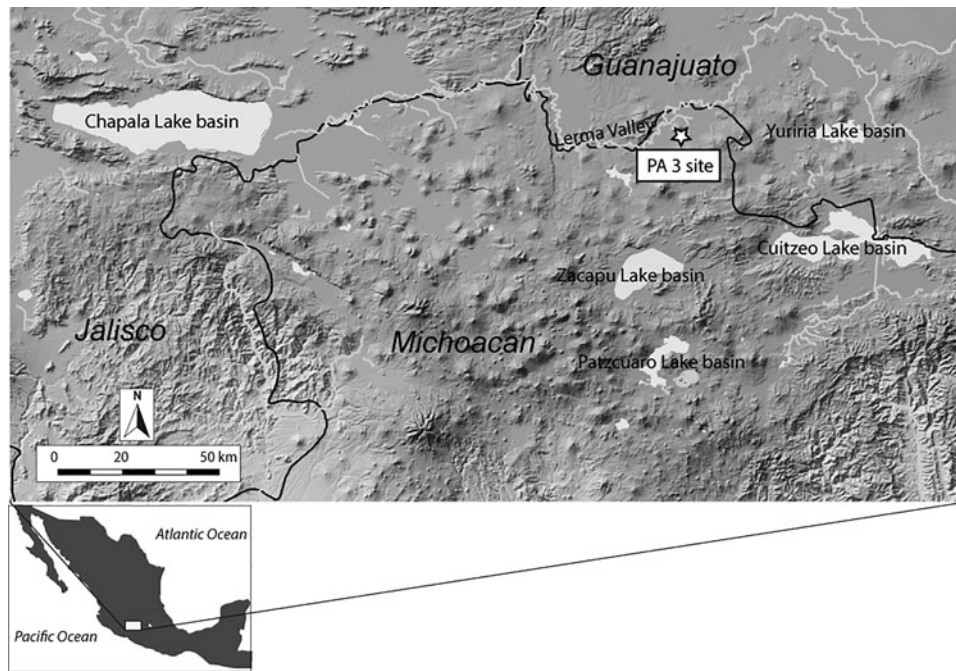 Guanajuato
Chapala Lake basin
Lerma Valley
Yuriria Lake basin
PA 3 site
Cuitzeo Lake basin
Zacapu Lake basin
Jalisco
Michoacan
Patzcuaro Lake basin
N
0 20 50 km
Atlantic Ocean
Pacific Ocean